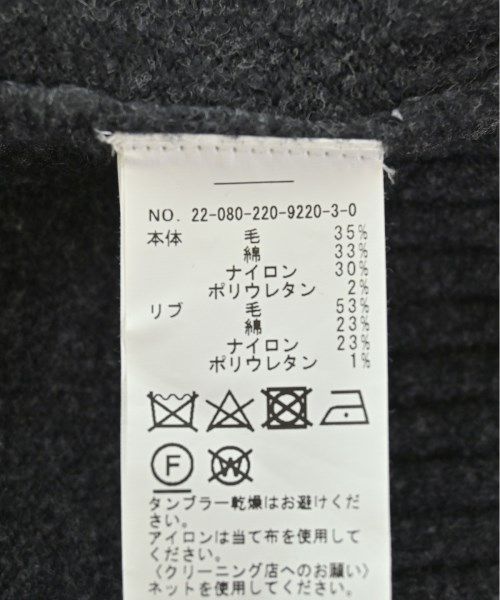 NO. 22-080-220-9220-3-0
本体 毛 35%
綿 33%
ナイロン 30%
ポリウレタン 2%
リブ 毛 53%
綿 23%
ナイロン 23%
ポリウレタン 1%
F W
タンブラー乾燥はお避けくだ
さい。
アイロンは当て布を使用して
ください。
〈クリーニング店へのお願い〉
ネットを使用してください。